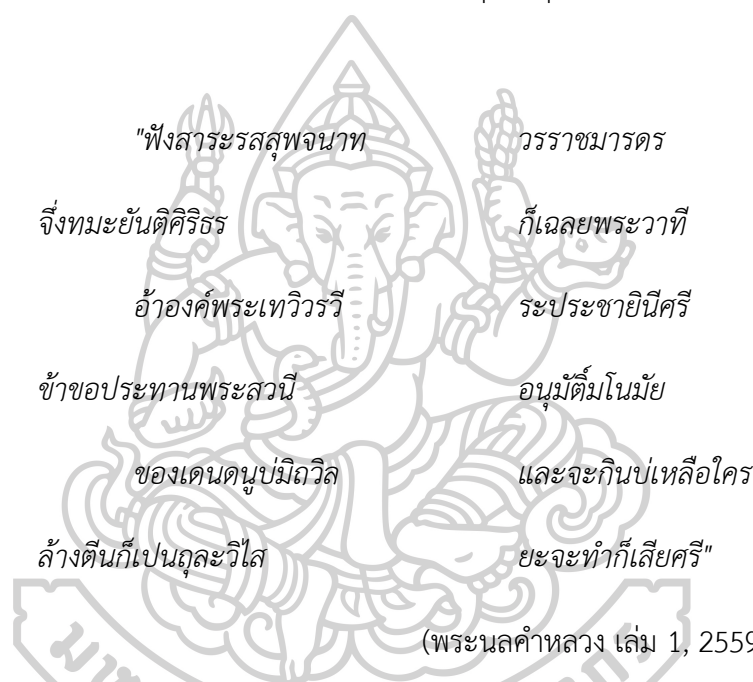 "ฟังสาระรสสุพจนาท วรราชมารดร
จึ่งทมะยันติศิริธร ก็เฉลยพระวาที
อ้าองค์พระเทวิวรวี ระประชายินีศรี
ข้าขอประทานพระสวนี อนุมัติ์มโนมัย
ของเดนดนูบ่มิถวิล และจะกินบ่เหลือใคร
ล้างตีนก็เปนถุละวิไส ยะจะทำก็เสียศรี"
(พระนลคำหลวง เล่ม 1, 2559